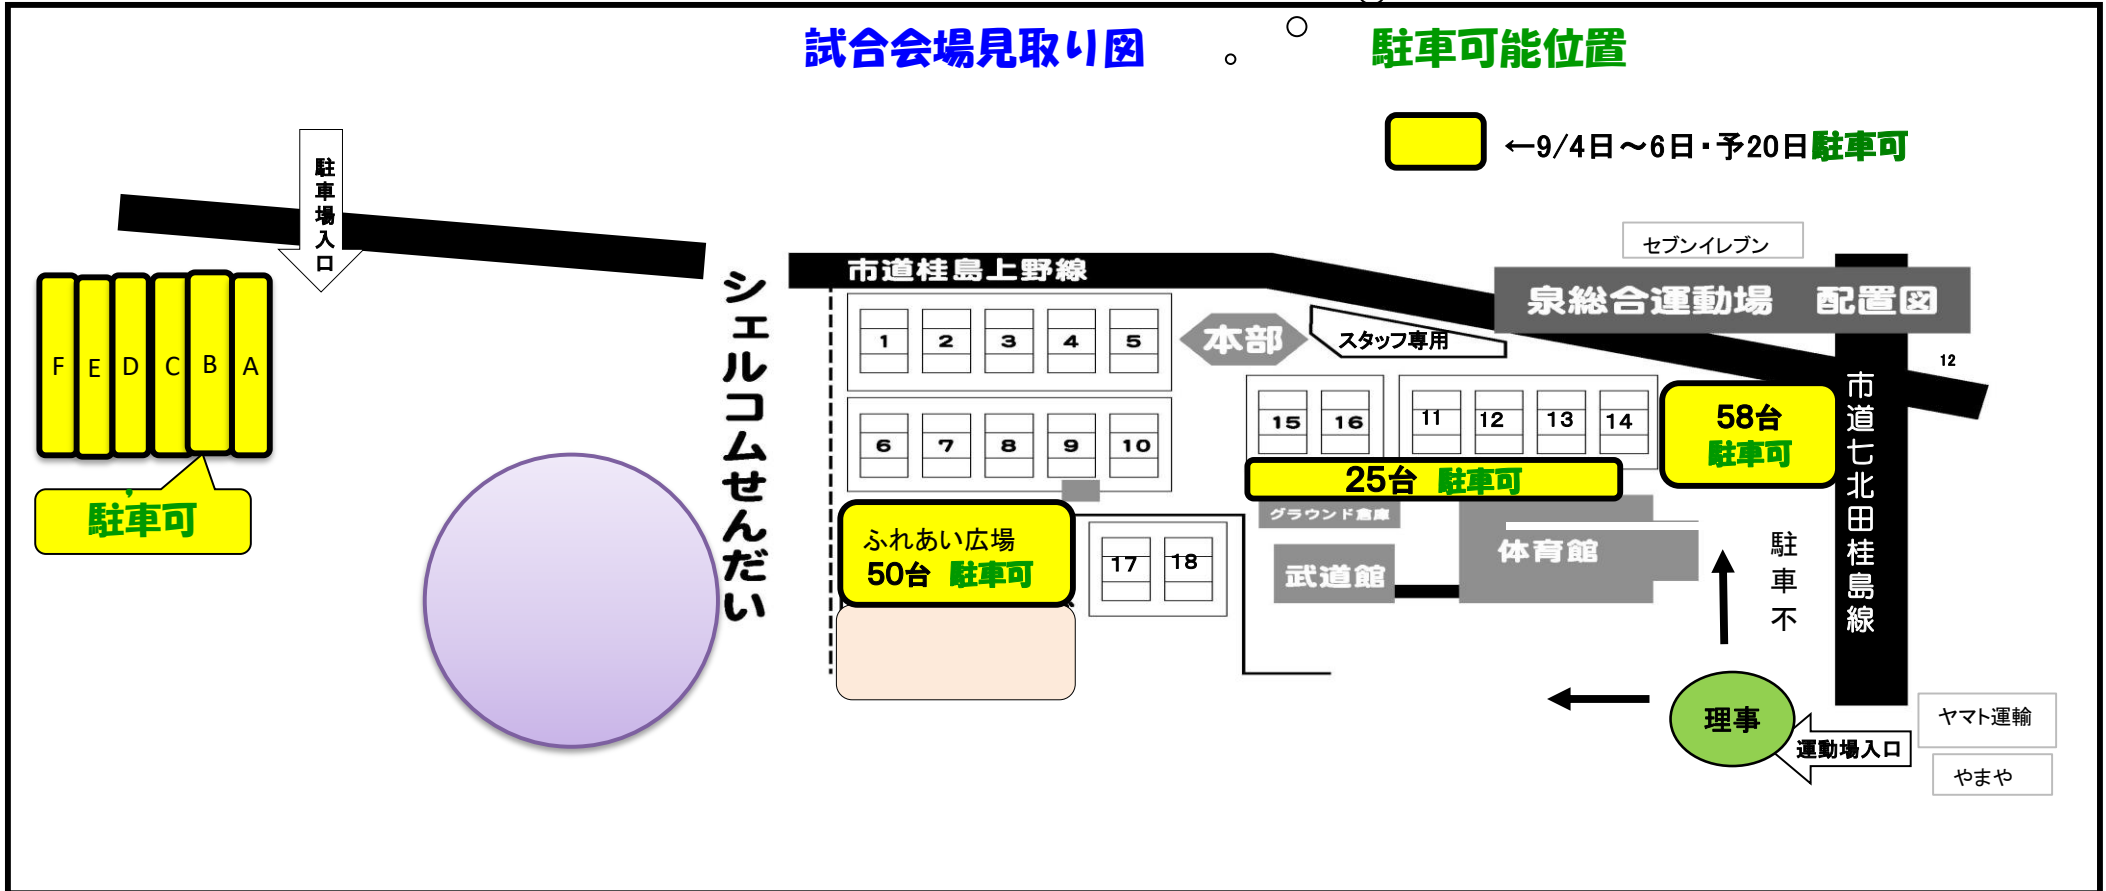 試合会場見取り図
。
○
駐車可能位置
←9/4日～6日・予20日駐車可
駐車場入口
セブンイレブン
市道桂島上野線
泉総合運動場　配置図
シェルコムせんだい
1 2 3 4 5
本部
スタッフ専用
12
F E D C B A
市道七北田桂島線
15 16 11 12 13 14
58台
駐車可
6 7 8 9 10
25台 駐車可
駐車可
グラウンド倉庫
ふれあい広場
50台 駐車可
17 18
武道館
体育館
駐車不
理事
運動場入口
ヤマト運輸
やまや